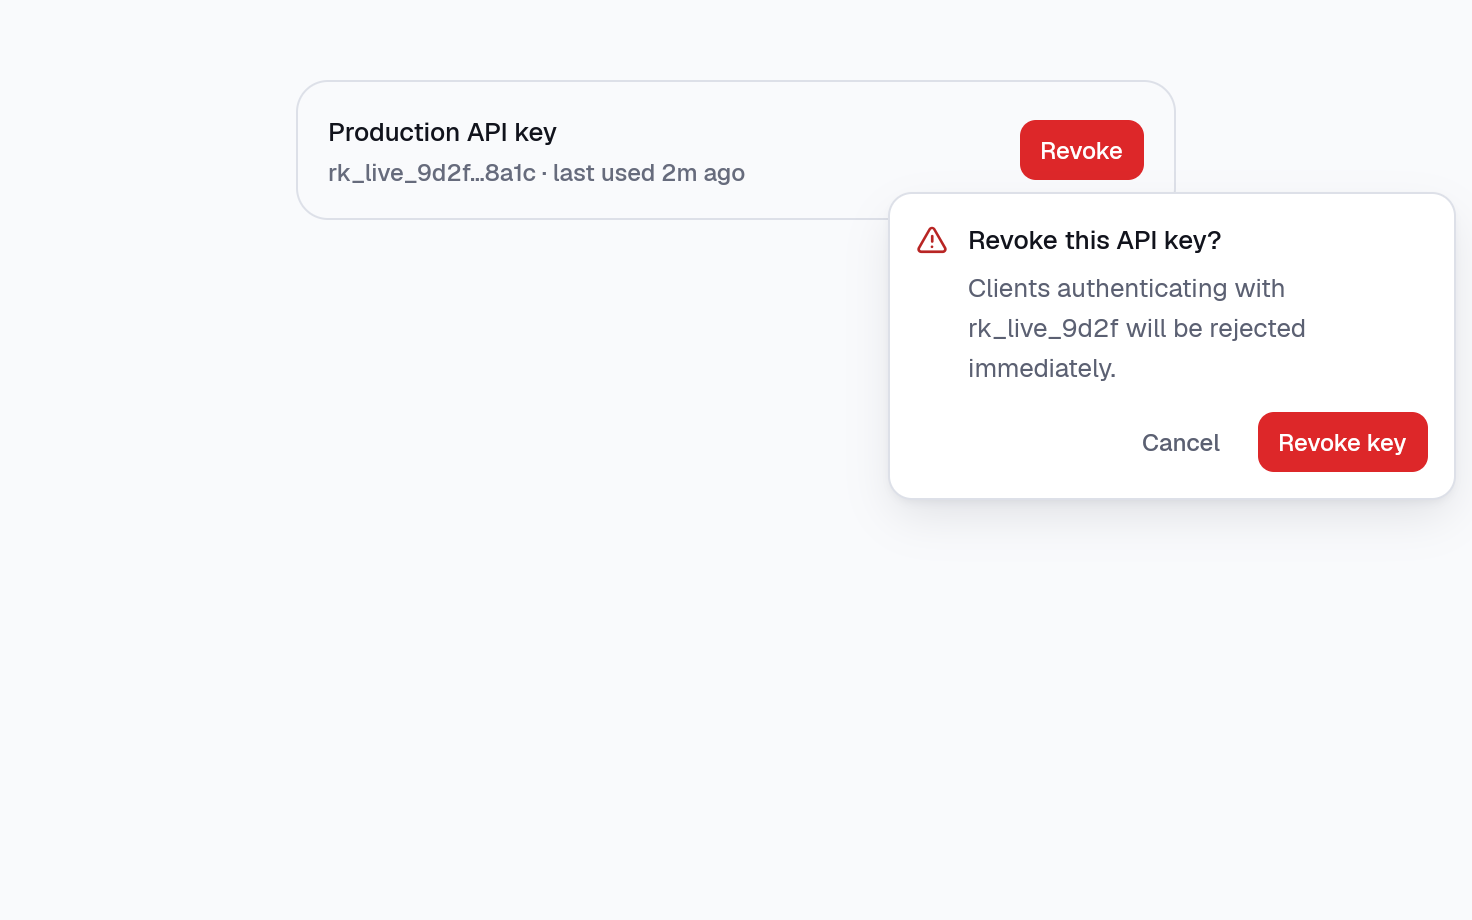 Production API key
rk_live_9d2f…8a1c · last used 2m ago
Revoke
Revoke this API key?
Clients authenticating with
rk_live_9d2f will be rejected
immediately.
Cancel
Revoke key